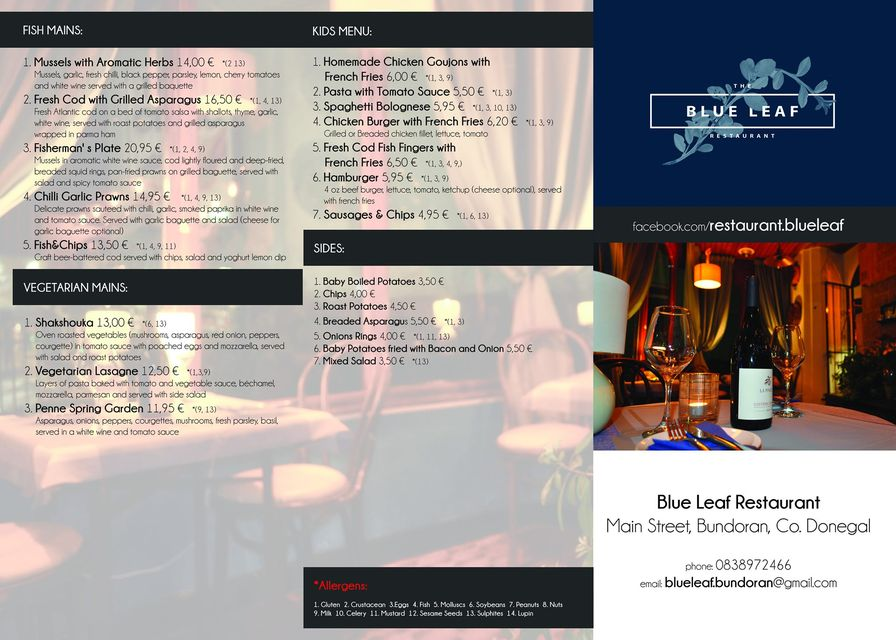 FISH MAINS:
1. Mussels with Aromatic Herbs 14,00 € *(2 13)
Mussels, garlic, fresh chilli, black pepper, parsley, lemon, cherry tomatoes
and white wine served with a grilled baguette
2. Fresh Cod with Grilled Asparagus 16,50 € *(1, 4, 13)
Fresh Atlantic cod on a bed of tomato salsa with shallots, thyme, garlic,
white wine, served with roast potatoes and grilled asparagus
wrapped in parma ham
3. Fisherman' s Plate 20,95 € *(1, 2, 4, 9)
Mussels in aromatic white wine sauce, cod lightly floured and deep-fried,
breaded squid rings, pan-fried prawns on grilled baguette, served with
salad and spicy tomato sauce
4. Chilli Garlic Prawns 14,95 € *(1, 4, 9, 13)
Delicate prawns sauteed with chilli, garlic, smoked paprika in white wine
and tomato sauce. Served with garlic baguette and salad (cheese for
garlic baguette optional)
5. Fish&Chips 13,50 € *(1, 4, 9, 11)
Craft beer-battered cod served with chips, salad and yoghurt lemon dip
VEGETARIAN MAINS:
1. Shakshouka 13,00 € *(6, 13)
Oven roasted vegetables (mushrooms, asparagus, red onion, peppers,
courgette) in tomato sauce with poached eggs and mozzarella, served
with salad and roast potatoes
2. Vegetarian Lasagne 12,50 € *(1,3,9)
Layers of pasta baked with tomato and vegetable sauce, béchamel,
mozzarella, parmesan and served with side salad
3. Penne Spring Garden 11,95 € *(9, 13)
Asparagus, onions, peppers, courgettes, mushrooms, fresh parsley, basil,
served in a white wine and tomato sauce
KIDS MENU:
1. Homemade Chicken Goujons with
French Fries 6,00 € *(1, 3, 9)
2. Pasta with Tomato Sauce 5,50 € *(1, 3)
3. Spaghetti Bolognese 5,95 € *(1, 3, 10, 13)
4. Chicken Burger with French Fries 6,20 € *(1, 3, 9)
Grilled or Breaded chicken fillet, lettuce, tomato
5. Fresh Cod Fish Fingers with
French Fries 6,50 € *(1, 3, 4, 9,)
6. Hamburger 5,95 € *(1, 3, 9)
4 oz beef burger, lettuce, tomato, ketchup (cheese optional), served
with french fries
7. Sausages & Chips 4,95 € *(1, 6, 13)
SIDES:
1. Baby Boiled Potatoes 3,50 €
2. Chips 4,00 €
3. Roast Potatoes 4,50 €
4. Breaded Asparagus 5,50 € *(1, 3)
5. Onions Rings 4,00 € *(1, 11, 13)
6. Baby Potatoes fried with Bacon and Onion 5,50 €
7. Mixed Salad 3,50 € *(13)
*Allergens:
1. Gluten 2. Crustacean 3.Eggs 4. Fish 5. Molluscs 6. Soybeans 7. Peanuts 8. Nuts
9. Milk 10. Celery 11. Mustard 12. Sesame Seeds 13. Sulphites 14. Lupin
THE
BLUE LEAF
RESTAURANT
facebook.com/restaurant.blueleaf
Blue Leaf Restaurant
Main Street, Bundoran, Co. Donegal
phone: 0838972466
email: blueleaf.bundoran@gmail.com